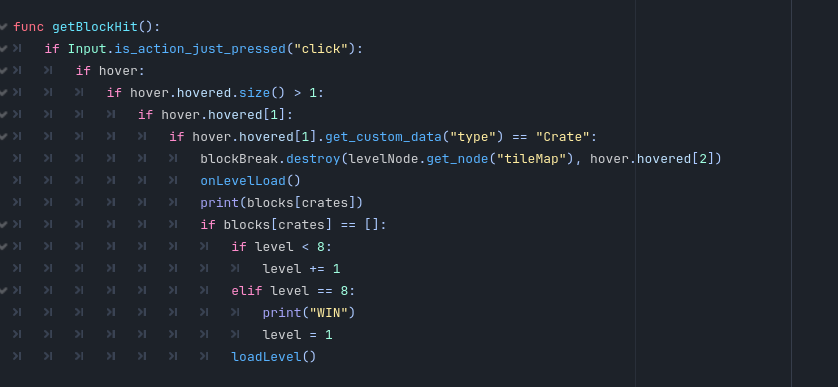 func getBlockHit():
if Input.is_action_just_pressed("click"):
if hover:
if hover.hovered.size() > 1:
if hover.hovered[1]:
if hover.hovered[1].get_custom_data("type") == "Crate":
blockBreak.destroy(levelNode.get_node("tileMap"), hover.hovered[2])
onLevelLoad()
print(blocks[crates])
if blocks[crates] == []:
if level < 8:
level += 1
elif level == 8:
print("WIN")
level = 1
loadLevel()